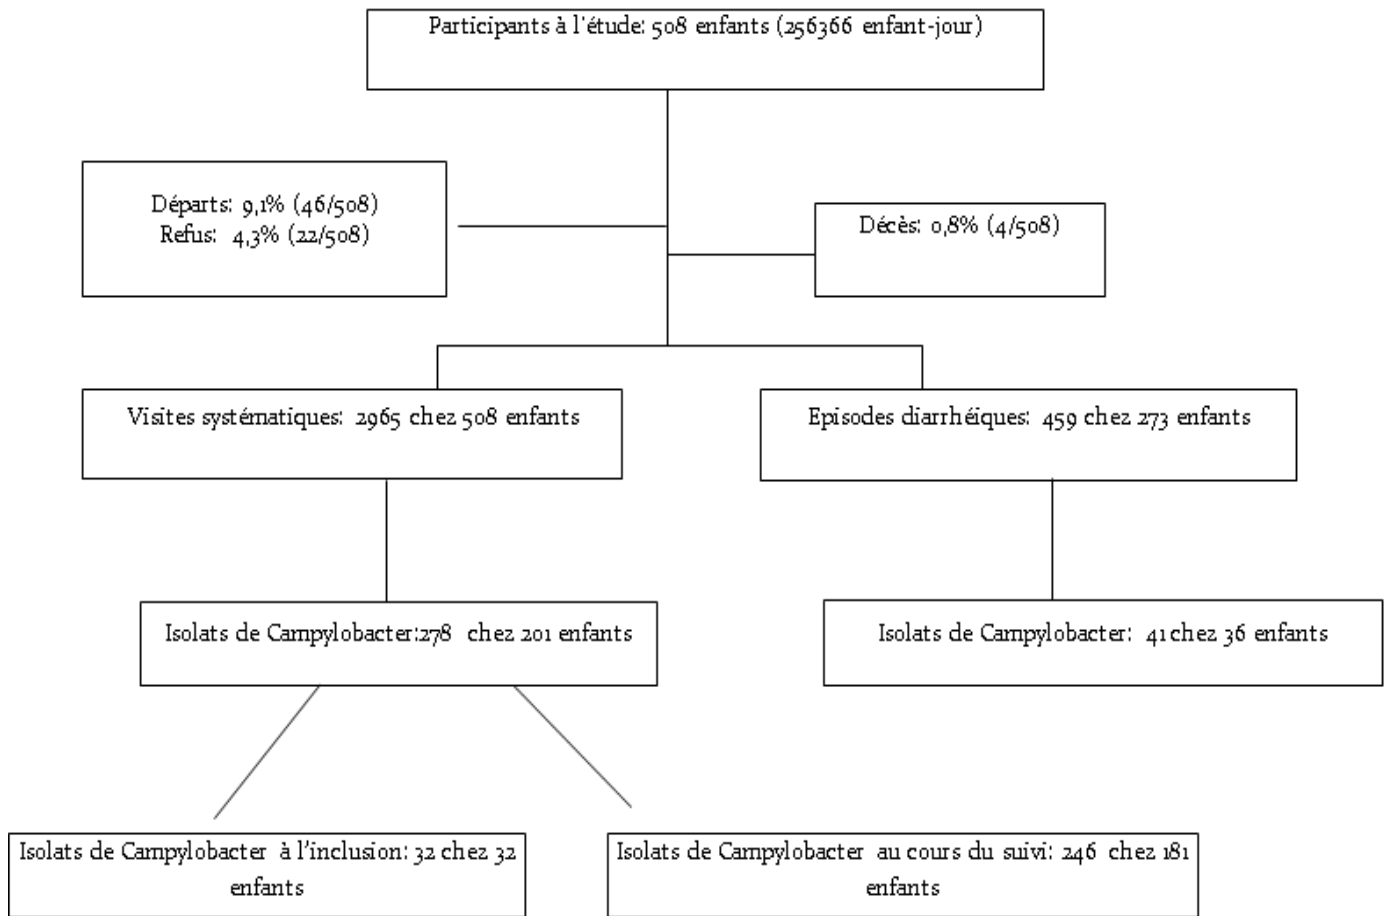 Participants à l'étude: 508 enfants (256366 enfant-jour)
Départs: 9,1% (46/508)
Refus: 4,3% (22/508)
Décès: 0,8% (4/508)
Visites systématiques: 2965 chez 508 enfants
Episodes diarrhéiques: 459 chez 273 enfants
Isolats de Campylobacter:278 chez 201 enfants
Isolats de Campylobacter: 41 chez 36 enfants
Isolats de Campylobacter à l'inclusion: 32 chez 32
enfants
Isolats de Campylobacter au cours du suivi: 246 chez 181
enfants